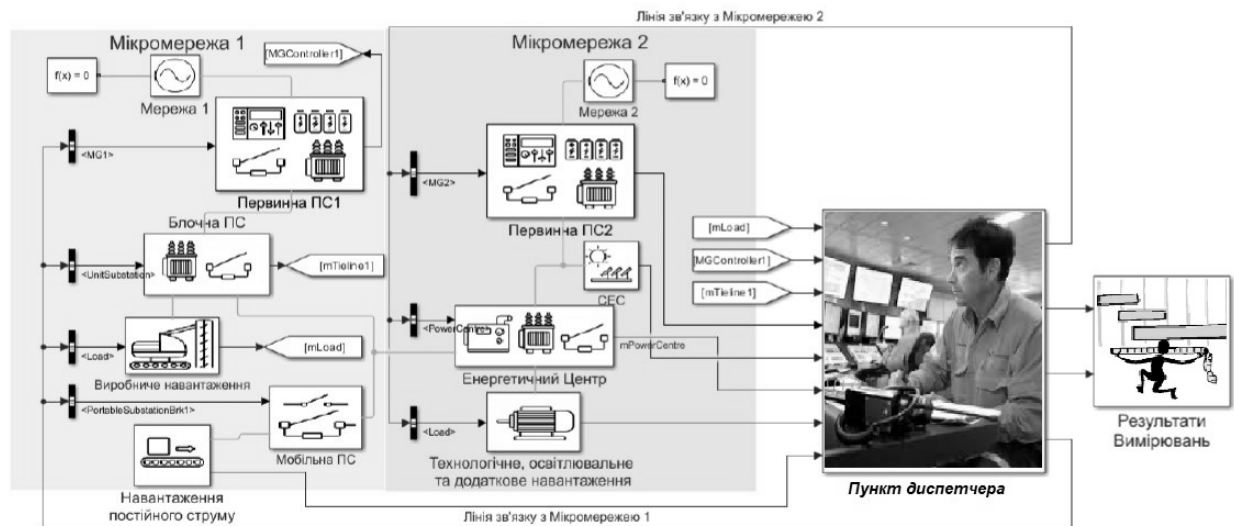 Лінія зв'язку з Мікромережею 2
Мікромережа 1
[MGController1]
f(x) = 0
Мережа 1
<MG1>
Первинна ПС1
Блочна ПС
<UnitSubstation>
[mTieline1]
<Load>
[mLoad]
Виробниче навантаження
<PortableSubstationBrk1>
Мобільна ПС
Навантаження
постійного струму
Мікромережа 2
f(x) = 0
Мережа 2
<MG2>
Первинна ПС2
СЕС
<PowerCentre>
mPowerCentre
Енергетичний Центр
<Load>
Технологічне, освітлювальне
та додаткове навантаження
Лінія зв'язку з Мікромережею 1
[mLoad]
[MGController1]
[mTieline1]
Пункт диспетчера
Результати
Вимірювань